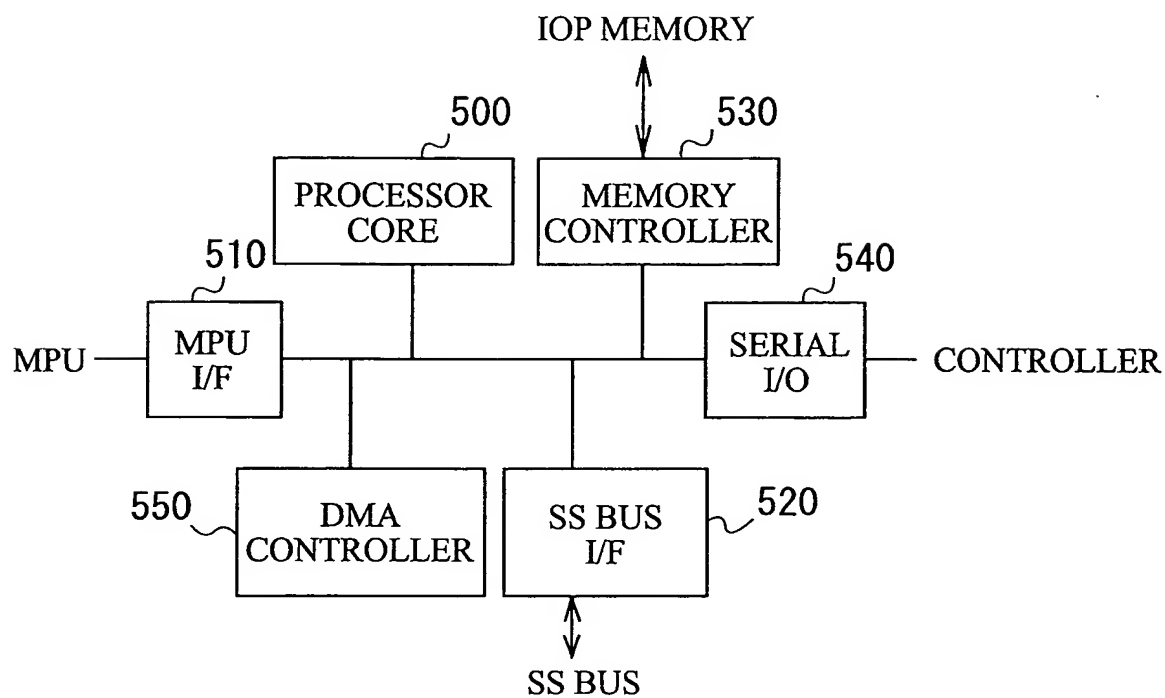 IOP MEMORY
500
530
PROCESSOR
CORE
MEMORY
CONTROLLER
510
540
MPU
MPU
I/F
SERIAL
I/O
CONTROLLER
550
DMA
CONTROLLER
SS BUS
I/F
520
SS BUS